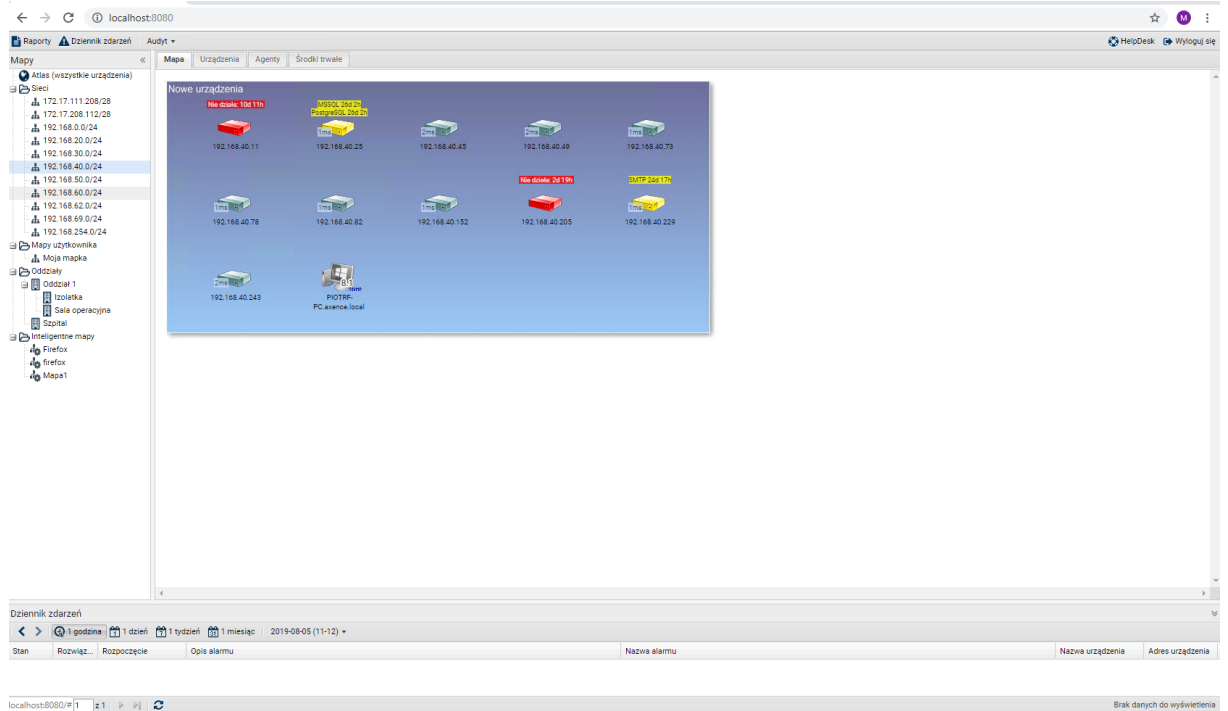 localhost:8080
M
Raporty Dziennik zdarzeń Audyt
HelpDesk Wyloguj się
Mapy «
Mapa Urządzenia Agenty Środki trwałe
Atlas (wszystkie urządzenia)
Sieci
172.17.111.208/28
172.17.208.112/28
192.168.0.0/24
192.168.20.0/24
192.168.30.0/24
192.168.40.0/24
192.168.50.0/24
192.168.60.0/24
192.168.62.0/24
192.168.69.0/24
192.168.254.0/24
Mapy użytkownika
Moja mapka
Oddziały
Oddział 1
Izolatka
Sala operacyjna
Szpital
Inteligentne mapy
Firefox
firefox
Mapa1
Nowe urządzenia
Nie działa: 10d 11h
MSSQL 26d 2h
PostgreSQL 26d 2h
1ms 2ms 2ms 1ms
192.168.40.11 192.168.40.25 192.168.40.45 192.168.40.49 192.168.40.73
Nie działa: 2d 19h SMTP 24d 17h
1ms 1ms 1ms 1ms
192.168.40.78 192.168.40.82 192.168.40.152 192.168.40.205 192.168.40.229
2ms 8.1
192.168.40.243 PIOTRF-
PC.axence.local
Dziennik zdarzeń
1 godzina 1 dzień 1 tydzień 1 miesiąc 2019-08-05 (11-12)
Stan Rozwiąz... Rozpoczęcie Opis alarmu Nazwa alarmu Nazwa urządzenia Adres urządzenia
localhost:8080/# 1 z 1 Brak danych do wyświetlenia